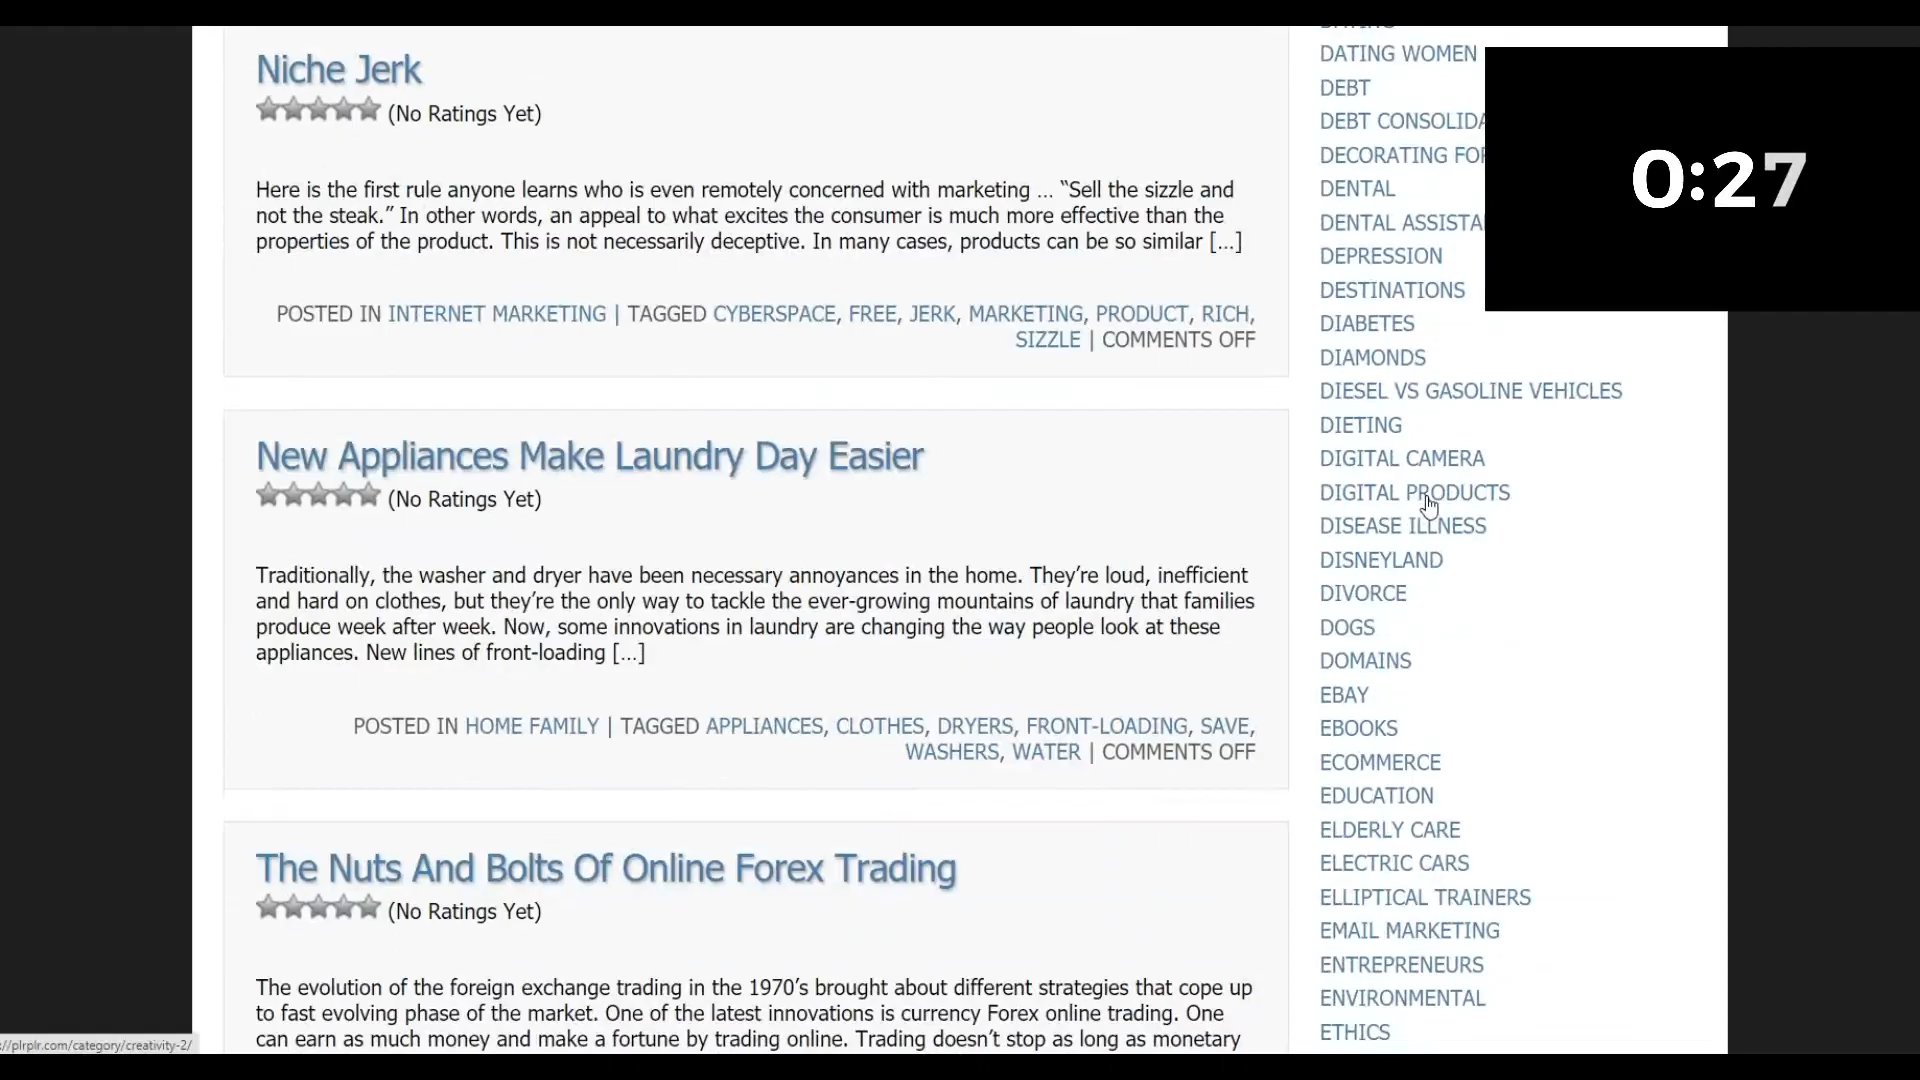 Niche Jerk
(No Ratings Yet)
Here is the first rule anyone learns who is even remotely concerned with marketing … “Sell the sizzle and
not the steak.” In other words, an appeal to what excites the consumer is much more effective than the
properties of the product. This is not necessarily deceptive. In many cases, products can be so similar […]
POSTED IN INTERNET MARKETING | TAGGED CYBERSPACE, FREE, JERK, MARKETING, PRODUCT, RICH,
SIZZLE | COMMENTS OFF
New Appliances Make Laundry Day Easier
(No Ratings Yet)
Traditionally, the washer and dryer have been necessary annoyances in the home. They’re loud, inefficient
and hard on clothes, but they’re the only way to tackle the ever-growing mountains of laundry that families
produce week after week. Now, some innovations in laundry are changing the way people look at these
appliances. New lines of front-loading […]
POSTED IN HOME FAMILY | TAGGED APPLIANCES, CLOTHES, DRYERS, FRONT-LOADING, SAVE,
WASHERS, WATER | COMMENTS OFF
The Nuts And Bolts Of Online Forex Trading
(No Ratings Yet)
The evolution of the foreign exchange trading in the 1970’s brought about different strategies that cope up
to fast evolving phase of the market. One of the latest innovations is currency Forex online trading. One
can earn as much money and make a fortune by trading online. Trading doesn’t stop as long as monetary
DATING WOMEN
DEBT
DEBT CONSOLIDA
DECORATING FOR
DENTAL
DENTAL ASSISTA
DEPRESSION
DESTINATIONS
DIABETES
DIAMONDS
DIESEL VS GASOLINE VEHICLES
DIETING
DIGITAL CAMERA
DIGITAL PRODUCTS
DISEASE ILLNESS
DISNEYLAND
DIVORCE
DOGS
DOMAINS
EBAY
EBOOKS
ECOMMERCE
EDUCATION
ELDERLY CARE
ELECTRIC CARS
ELLIPTICAL TRAINERS
EMAIL MARKETING
ENTREPRENEURS
ENVIRONMENTAL
ETHICS
0:27
://plrplr.com/category/creativity-2/